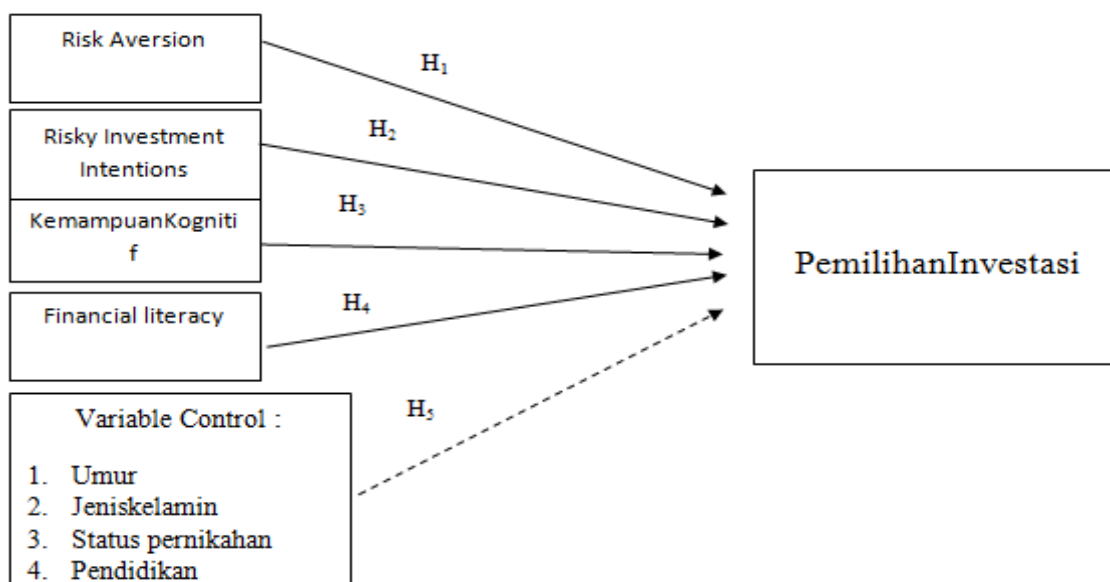 Risk Aversion
H₁
H₂
Risky Investment
Intentions
H₃
KemampuanKogniti
f
PemilihanInvestasi
Financial literacy
H₄
H₅
Variable Control :
1. Umur
2. Jeniskelamin
3. Status pernikahan
4. Pendidikan